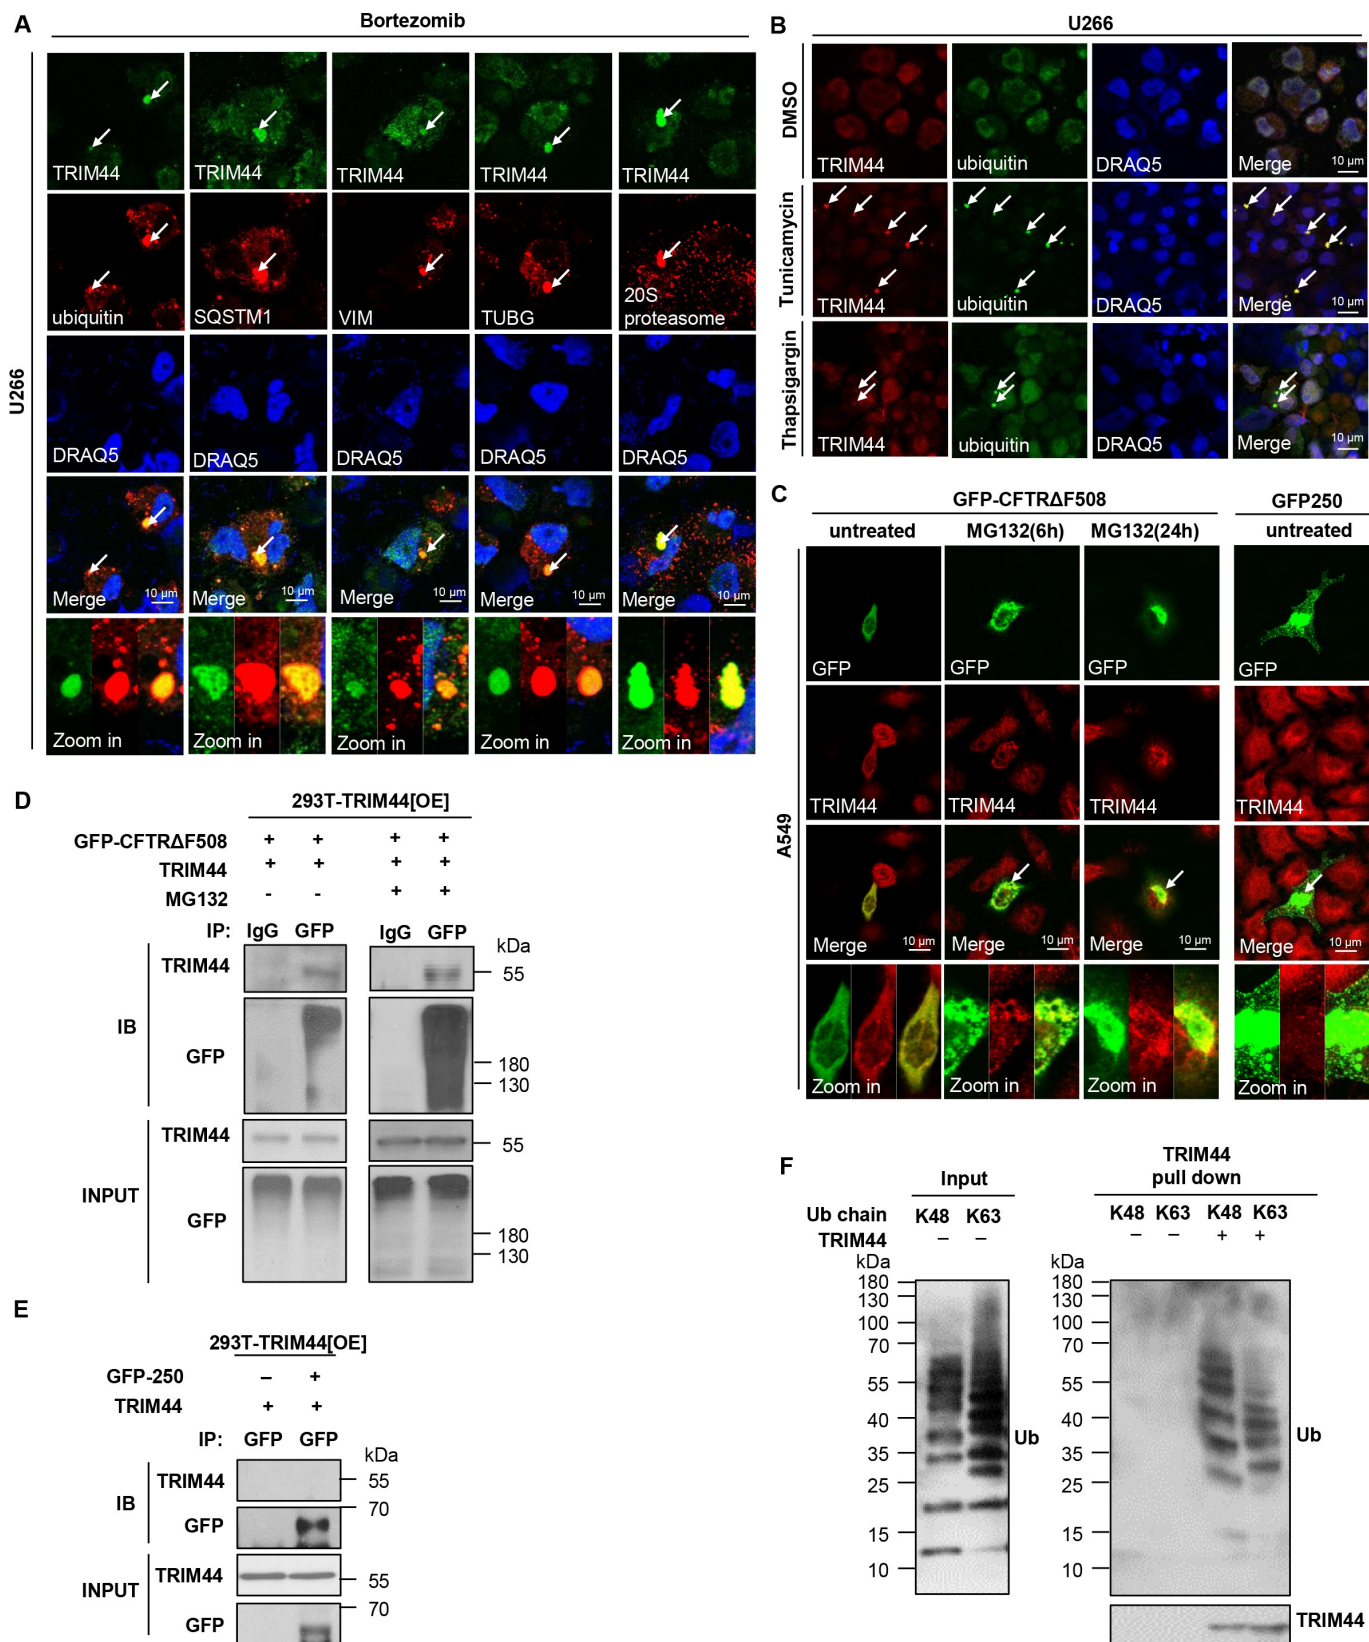 A
Bortezomib
U266
TRIM44 TRIM44 TRIM44 TRIM44 TRIM44
ubiquitin SQSTM1 VIM TUBG 20S proteasome
DRAQ5 DRAQ5 DRAQ5 DRAQ5 DRAQ5
Merge 10 µm Merge 10 µm Merge 10 µm Merge 10 µm Merge 10 µm
Zoom in Zoom in Zoom in Zoom in Zoom in
B
U266
DMSO
TRIM44 ubiquitin DRAQ5 Merge 10 µm
Tunicamycin
TRIM44 ubiquitin DRAQ5 Merge 10 µm
Thapsigargin
TRIM44 ubiquitin DRAQ5 Merge 10 µm
C
GFP-CFTRΔF508 GFP250
untreated MG132(6h) MG132(24h) untreated
A549
GFP GFP GFP GFP
TRIM44 TRIM44 TRIM44 TRIM44
Merge 10 µm Merge 10 µm Merge 10 µm Merge 10 µm
Zoom in Zoom in Zoom in Zoom in
D
293T-TRIM44[OE]
GFP-CFTRΔF508 + + + +
TRIM44 + + + +
MG132 - - + +
IP: IgG GFP IgG GFP
kDa
IB
TRIM44 55
GFP
180
130
INPUT
TRIM44 55
GFP
180
130
E
293T-TRIM44[OE]
GFP-250 – +
TRIM44 + +
IP: GFP GFP
kDa
IB
TRIM44 55
70
GFP
INPUT
TRIM44 55
70
GFP
F
Input
TRIM44
pull down
Ub chain K48 K63 K48 K63 K48 K63
TRIM44 – – – – + +
kDa kDa
180 180
130 130
100 100
70 70
55 55
40 40
Ub Ub
35 35
25 25
15 15
10 10
TRIM44